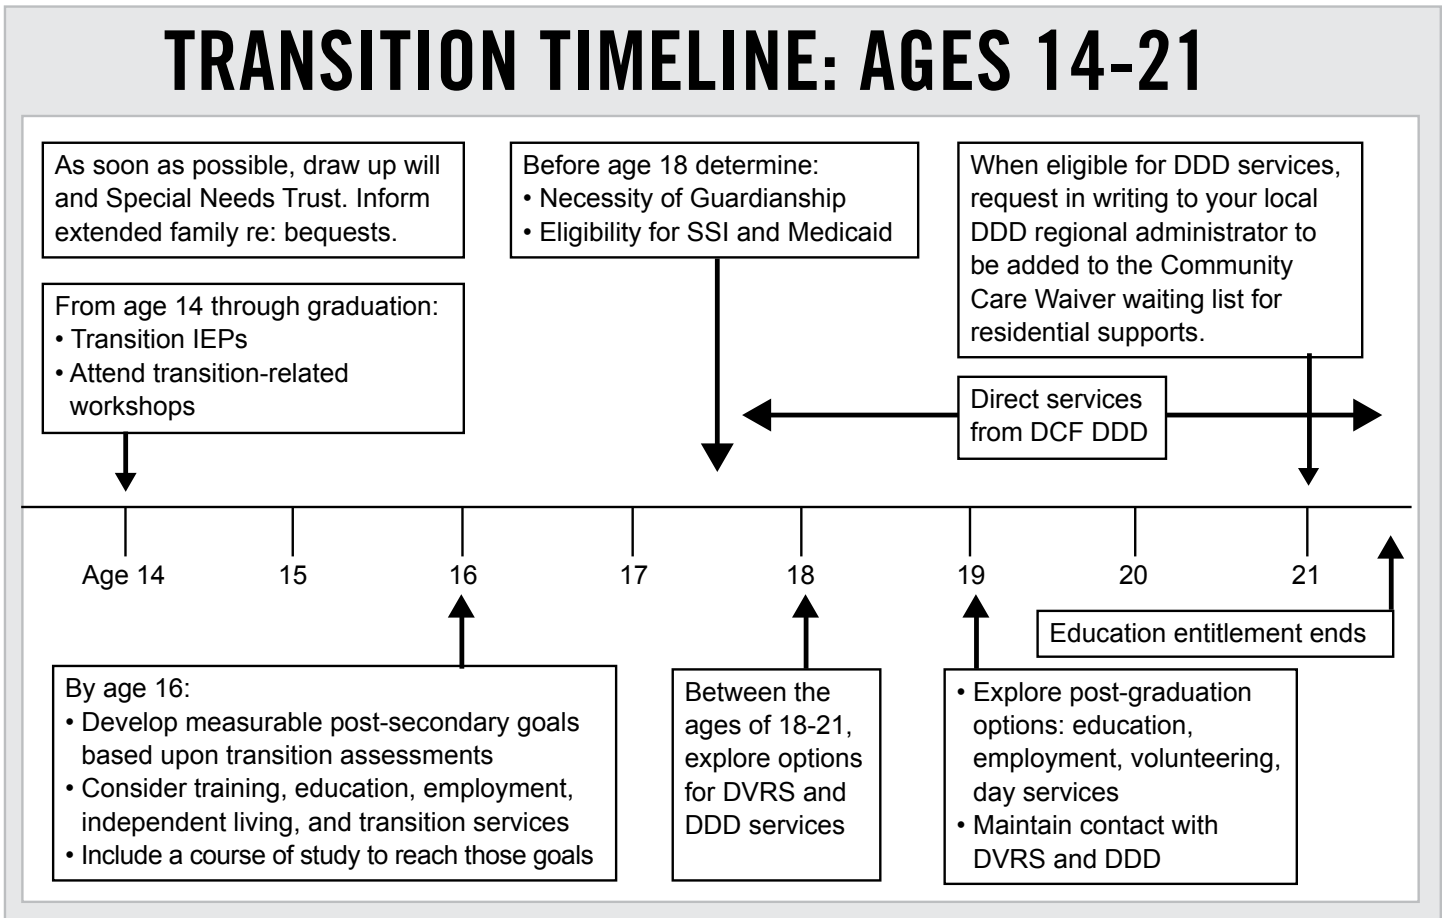 TRANSITION TIMELINE: AGES 14-21
As soon as possible, draw up will
and Special Needs Trust. Inform
extended family re: bequests.
From age 14 through graduation:
• Transition IEPs
• Attend transition-related
workshops
Before age 18 determine:
• Necessity of Guardianship
• Eligibility for SSI and Medicaid
When eligible for DDD services,
request in writing to your local
DDD regional administrator to
be added to the Community
Care Waiver waiting list for
residential supports.
Direct services
from DCF DDD
Age 14 15 16 17 18 19 20 21
Education entitlement ends
By age 16:
• Develop measurable post-secondary goals
based upon transition assessments
• Consider training, education, employment,
independent living, and transition services
• Include a course of study to reach those goals
Between the
ages of 18-21,
explore options
for DVRS and
DDD services
• Explore post-graduation
options: education,
employment, volunteering,
day services
• Maintain contact with
DVRS and DDD